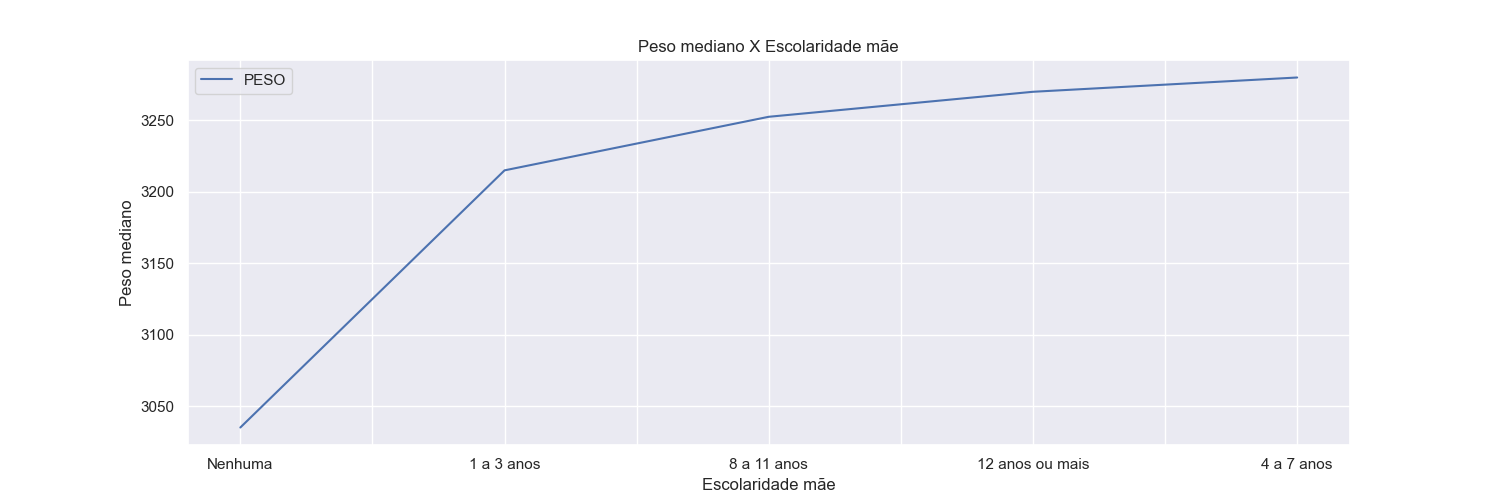 Peso mediano X Escolaridade mãe
PESO
Peso mediano
3250
3200
3150
3100
3050
Nenhuma
1 a 3 anos
8 a 11 anos
12 anos ou mais
4 a 7 anos
Escolaridade mãe